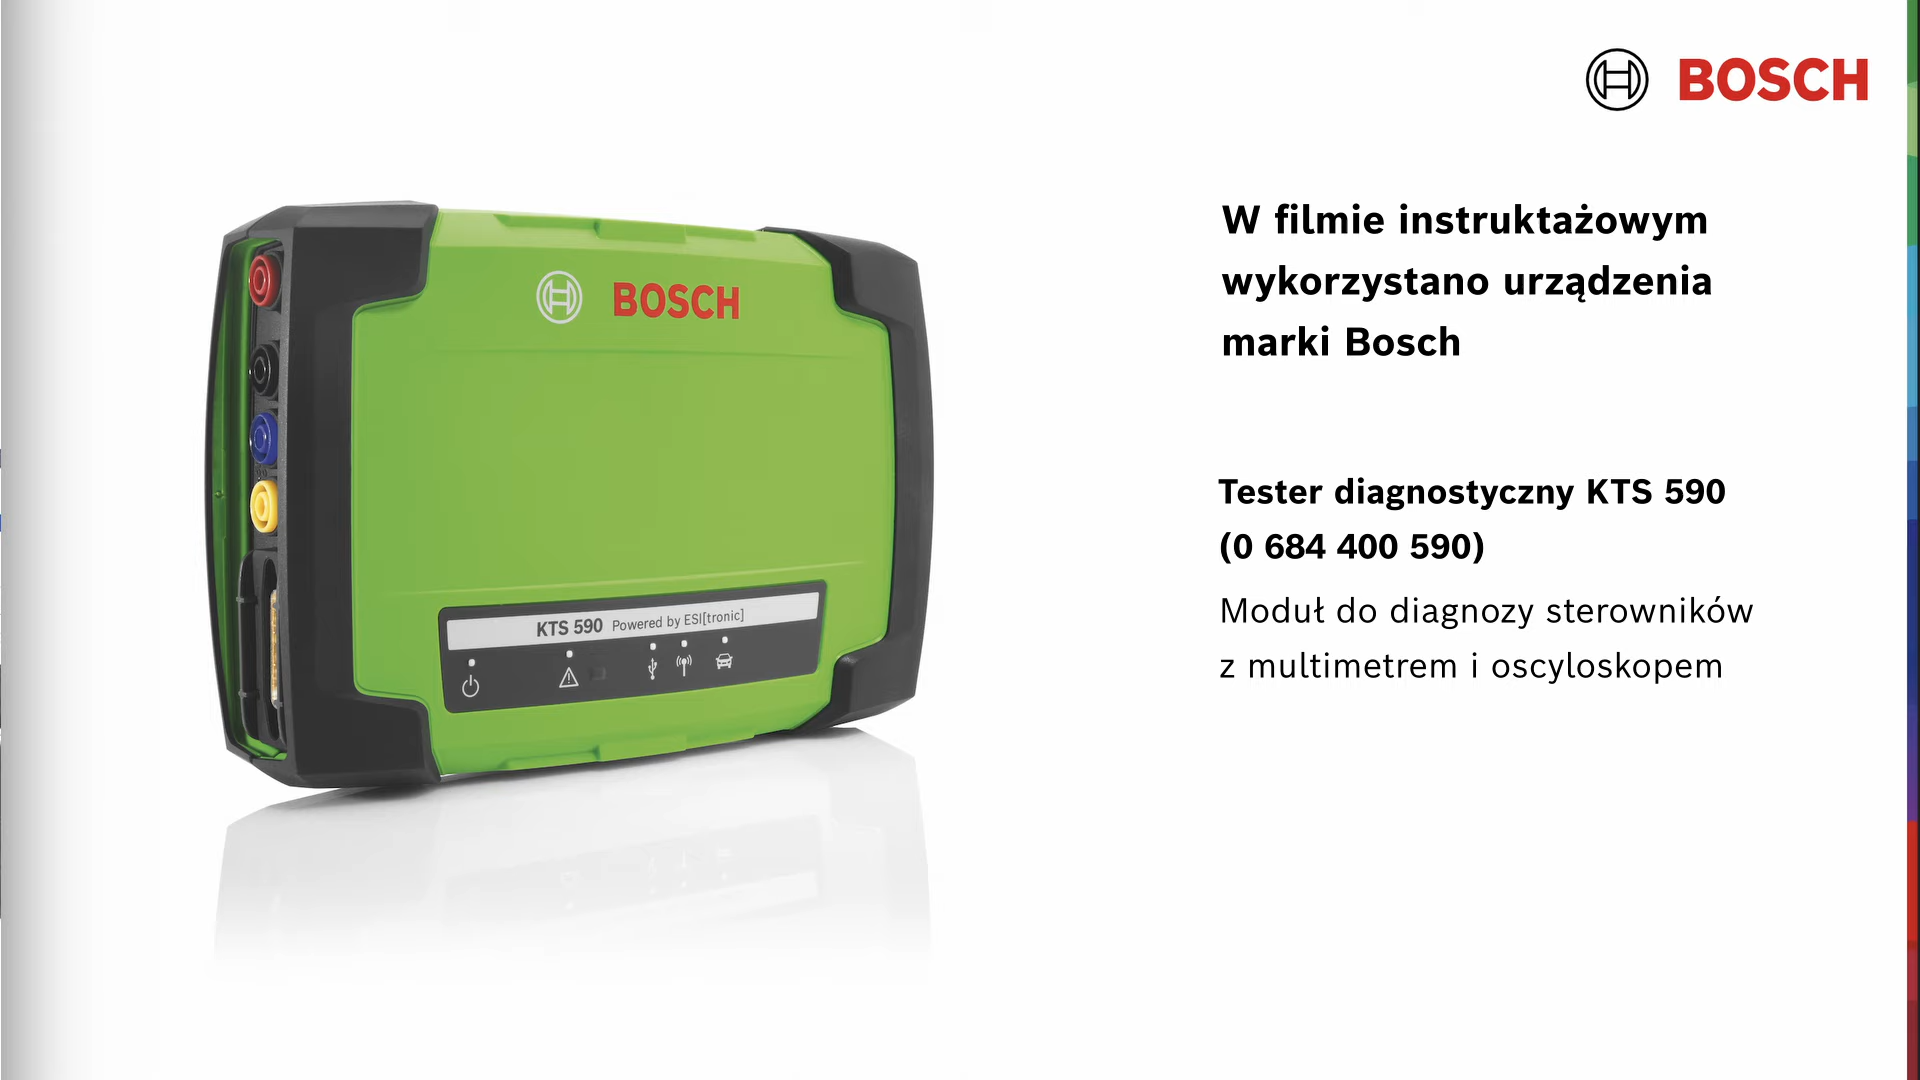 BOSCH
W filmie instruktażowym
wykorzystano urządzenia
marki Bosch
Tester diagnostyczny KTS 590
(0 684 400 590)
Moduł do diagnozy sterowników
z multimetrem i oscyloskopem
BOSCH
KTS 590 Powered by ESI[tronic]